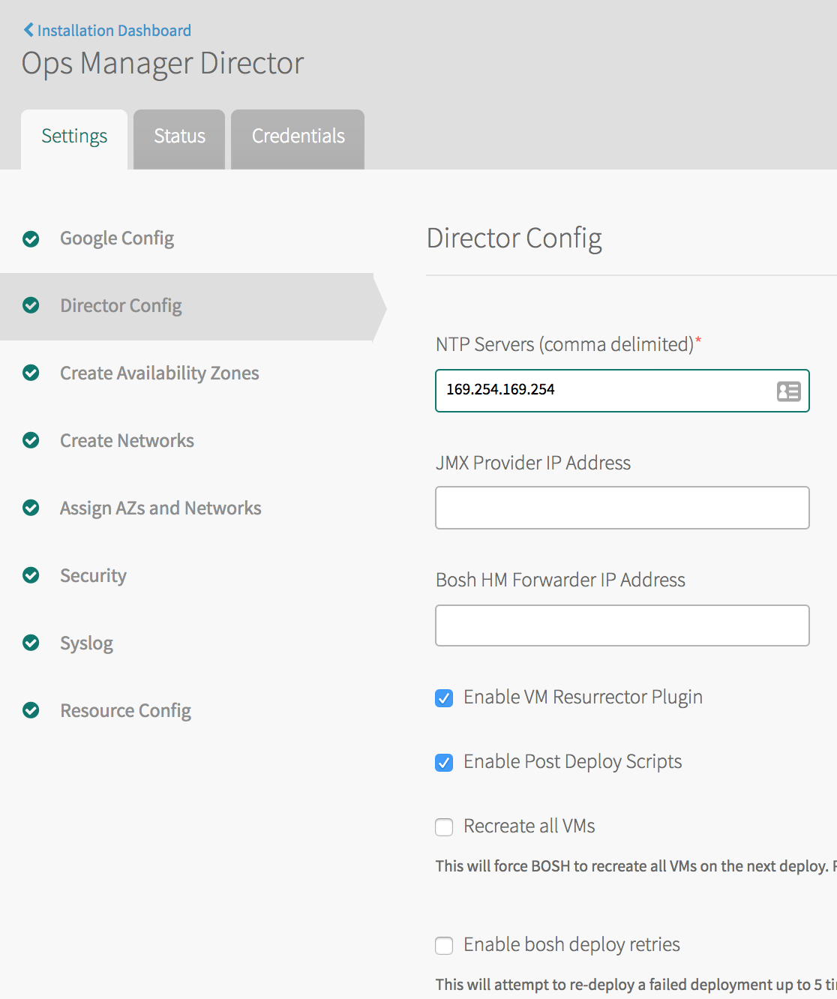 Installation Dashboard
Ops Manager Director
Settings
Status
Credentials
Google Config
Director Config
Create Availability Zones
Create Networks
Assign AZs and Networks
Security
Syslog
Resource Config
Director Config
NTP Servers (comma delimited)*
169.254.169.254
JMX Provider IP Address
Bosh HM Forwarder IP Address
Enable VM Resurrector Plugin
Enable Post Deploy Scripts
Recreate all VMs
This will force BOSH to recreate all VMs on the next deploy.
Enable bosh deploy retries
This will attempt to re-deploy a failed deployment up to 5